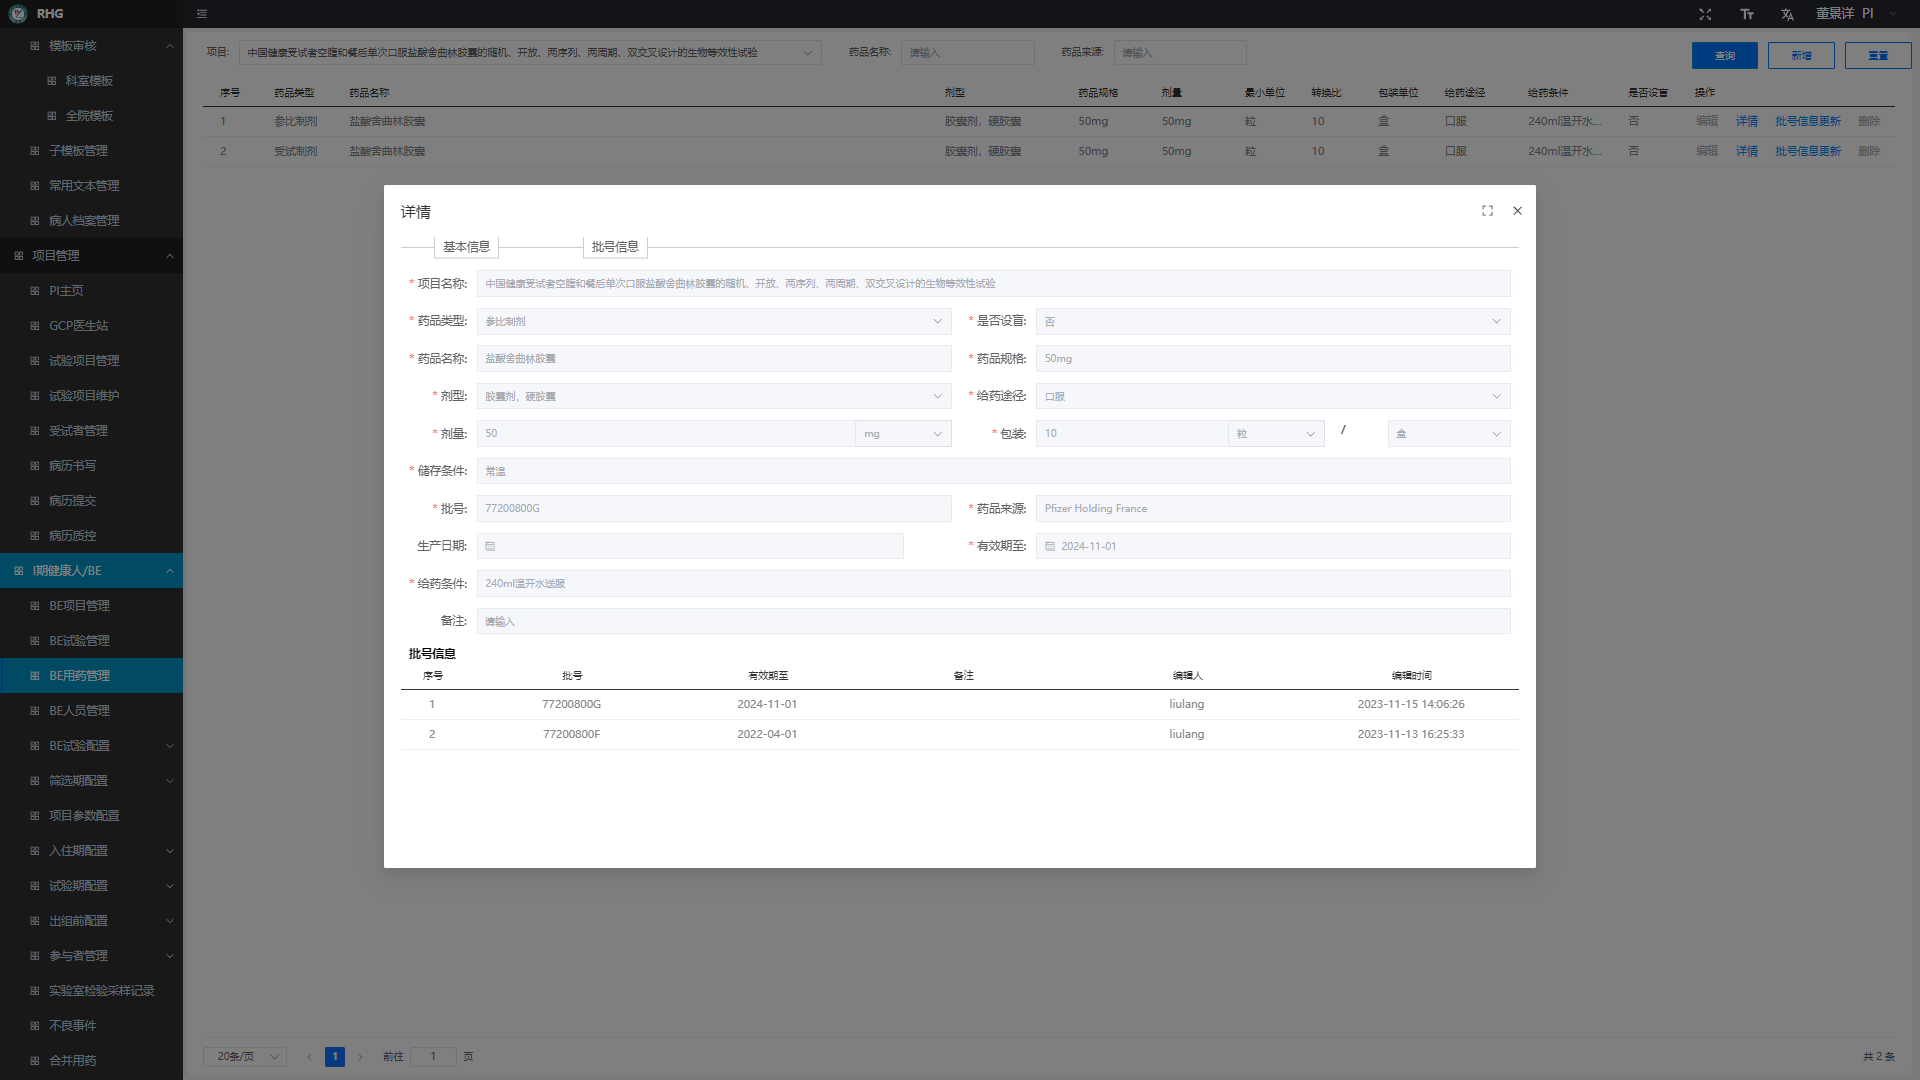 RHG
董景详 PI
模板审核
科室模板
全院模板
子模板管理
常用文本管理
病人档案管理
项目管理
PI主页
GCP医生站
试验项目管理
试验项目维护
受试者管理
病历书写
病历提交
病历质控
I期健康人/BE
BE项目管理
BE试验管理
BE用药管理
BE人员管理
BE试验配置
筛选期配置
项目参数配置
入住期配置
试验期配置
出组前配置
参与者管理
实验室检验采样记录
不良事件
合并用药
项目: 中国健康受试者空腹和餐后单次口服盐酸舍曲林胶囊的随机、开放、两序列、两周期、双交叉设计的生物等效性试验 药品名称: 请输入 药品来源: 请输入 查询 新增 重置
序号 药品类型 药品名称 剂型 药品规格 剂量 最小单位 转换比 包装单位 给药途径 给药条件 是否设盲 操作
1 参比制剂 盐酸舍曲林胶囊 胶囊剂，硬胶囊 50mg 50mg 粒 10 盒 口服 240ml温开水... 否 编辑 详情 批号信息更新 删除
2 受试制剂 盐酸舍曲林胶囊 胶囊剂，硬胶囊 50mg 50mg 粒 10 盒 口服 240ml温开水... 否 编辑 详情 批号信息更新 删除
详情
基本信息 批号信息
* 项目名称: 中国健康受试者空腹和餐后单次口服盐酸舍曲林胶囊的随机、开放、两序列、两周期、双交叉设计的生物等效性试验
* 药品类型: 参比制剂 * 是否设盲: 否
* 药品名称: 盐酸舍曲林胶囊 * 药品规格: 50mg
* 剂型: 胶囊剂，硬胶囊 * 给药途径: 口服
* 剂量: 50 mg * 包装: 10 粒 / 盒
* 储存条件: 常温
* 批号: 77200800G * 药品来源: Pfizer Holding France
生产日期: * 有效期至: 2024-11-01
* 给药条件: 240ml温开水送服
备注: 请输入
批号信息
序号 批号 有效期至 备注 编辑人 编辑时间
1 77200800G 2024-11-01 liulang 2023-11-15 14:06:26
2 77200800F 2022-04-01 liulang 2023-11-13 16:25:33
20条/页 1 前往 1 页 共 2 条